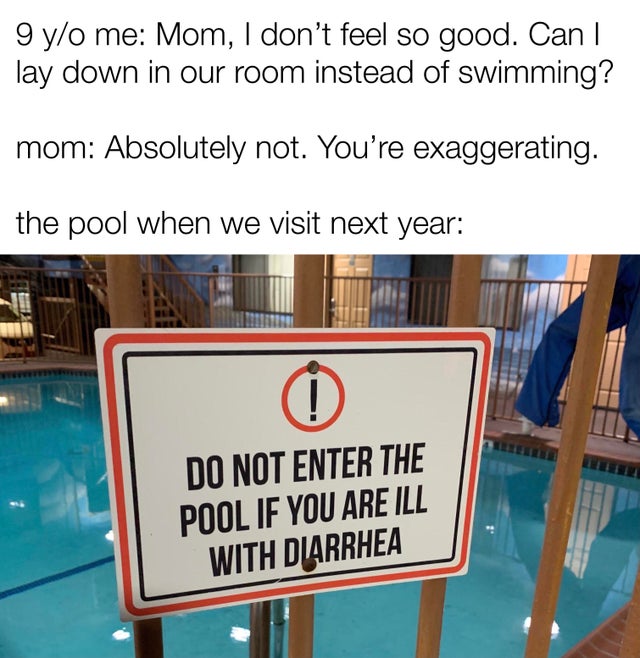 9 y/o me: Mom, I don’t feel so good. Can I
lay down in our room instead of swimming?
mom: Absolutely not. You’re exaggerating.
the pool when we visit next year:
!
DO NOT ENTER THE
POOL IF YOU ARE ILL
WITH DIARRHEA